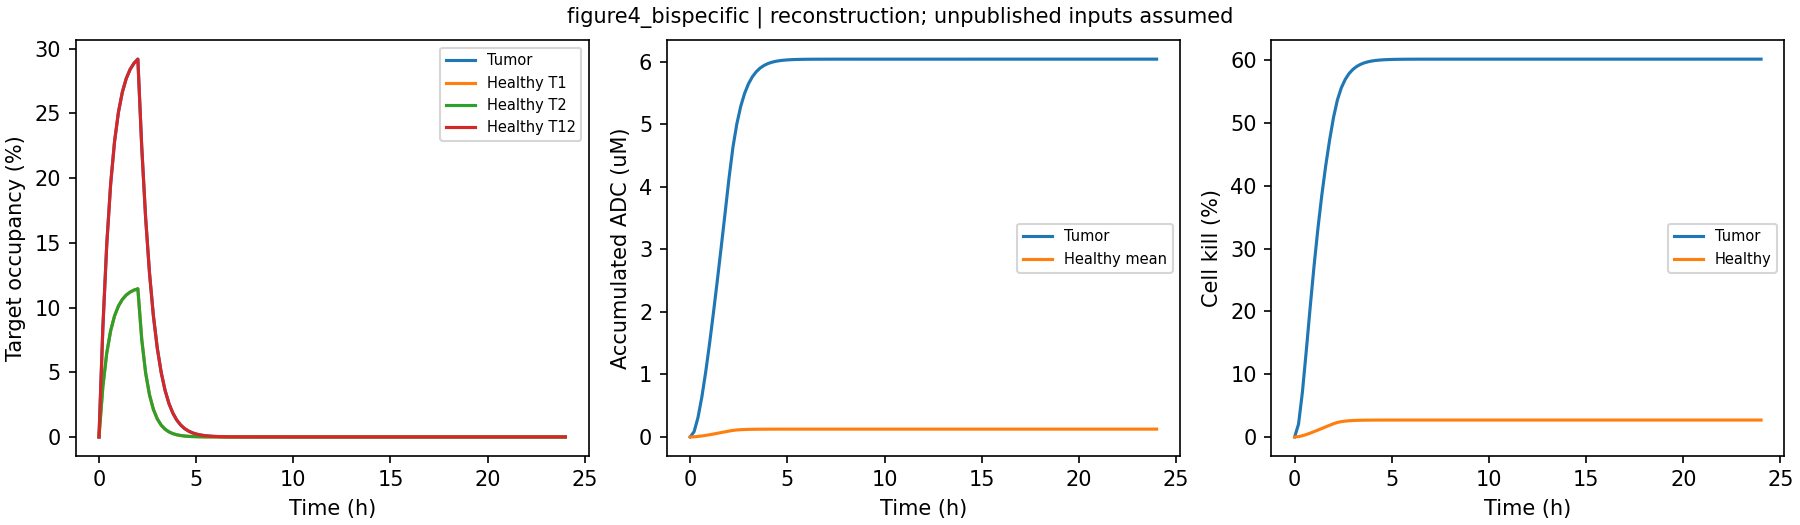 figure4_bispecific | reconstruction; unpublished inputs assumed
Target occupancy (%)
30
25
20
15
10
5
0
0 5 10 15 20 25
Time (h)
Tumor
Healthy T1
Healthy T2
Healthy T12
Accumulated ADC (uM)
6
5
4
3
2
1
0
0 5 10 15 20 25
Time (h)
Tumor
Healthy mean
Cell kill (%)
60
50
40
30
20
10
0
0 5 10 15 20 25
Time (h)
Tumor
Healthy